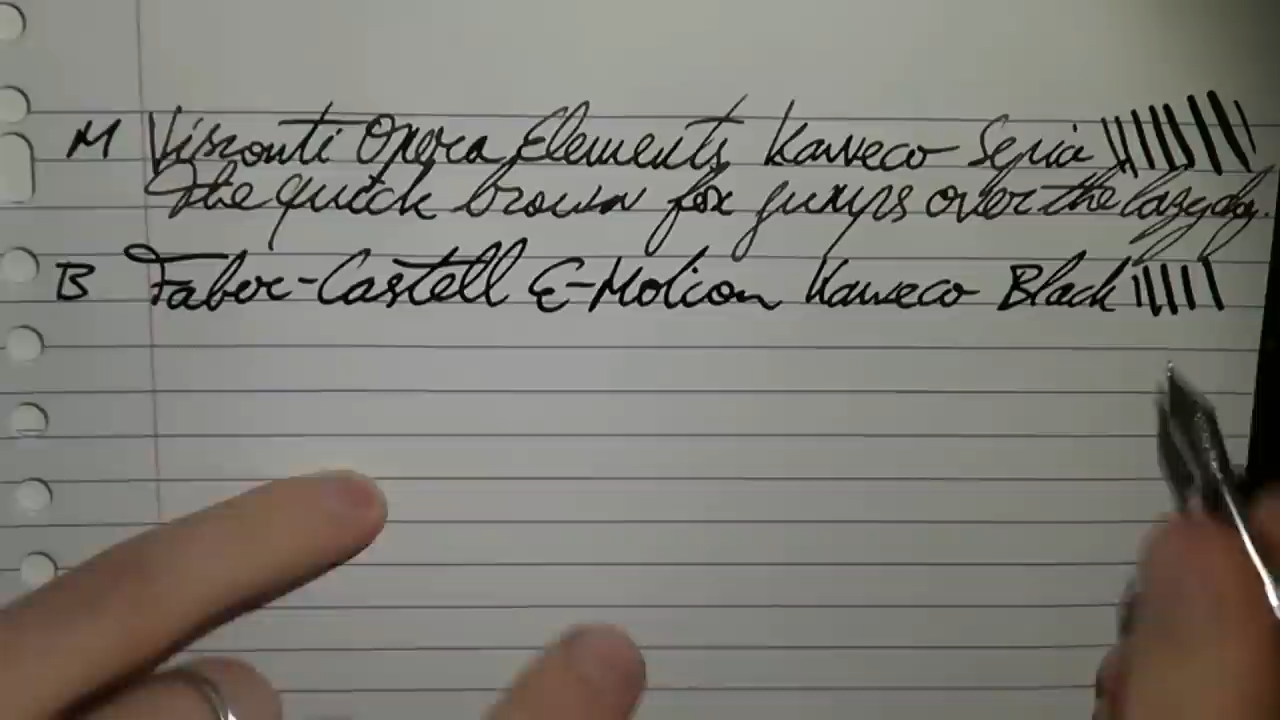 M Visconti Opera Elements Kaweco Sepia
The quick brown fox jumps over the lazy dog.
B Faber-Castell E-Motion Kaweco Black